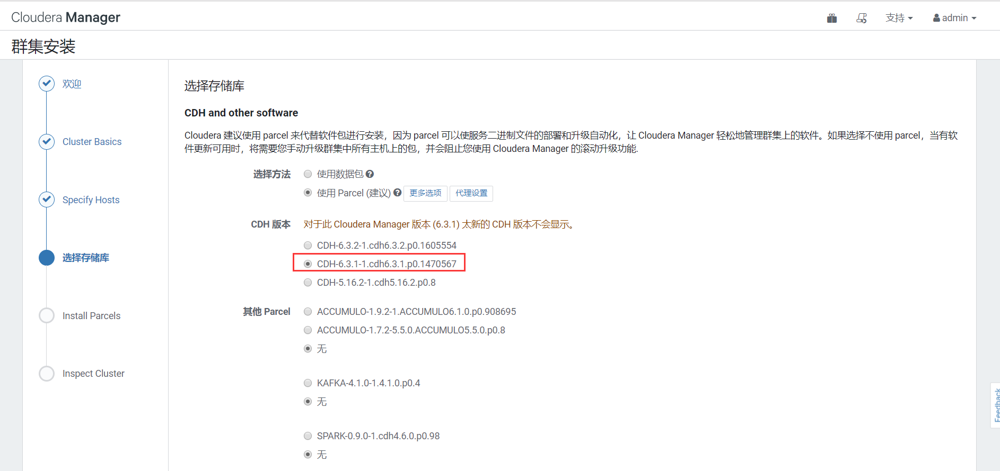 Cloudera Manager
支持
admin
群集安装
欢迎
Cluster Basics
Specify Hosts
选择存储库
Install Parcels
Inspect Cluster
选择存储库
CDH and other software
Cloudera 建议使用 parcel 来代替软件包进行安装，因为 parcel 可以使服务二进制文件的部署和升级自动化，让 Cloudera Manager 轻松地管理群集上的软件。如果选择不使用 parcel，当有软
件更新可用时，将需要您手动升级群集中所有主机上的包，并会阻止您使用 Cloudera Manager 的滚动升级功能.
选择方法 使用数据包
使用 Parcel (建议) 更多选项 代理设置
CDH 版本 对于此 Cloudera Manager 版本 (6.3.1) 太新的 CDH 版本不会显示。
CDH-6.3.2-1.cdh6.3.2.p0.1605554
CDH-6.3.1-1.cdh6.3.1.p0.1470567
CDH-5.16.2-1.cdh5.16.2.p0.8
其他 Parcel ACCUMULO-1.9.2-1.ACCUMULO6.1.0.p0.908695
ACCUMULO-1.7.2-5.5.0.ACCUMULO5.5.0.p0.8
无
KAFKA-4.1.0-1.4.1.0.p0.4
无
SPARK-0.9.0-1.cdh4.6.0.p0.98
无
Feedback